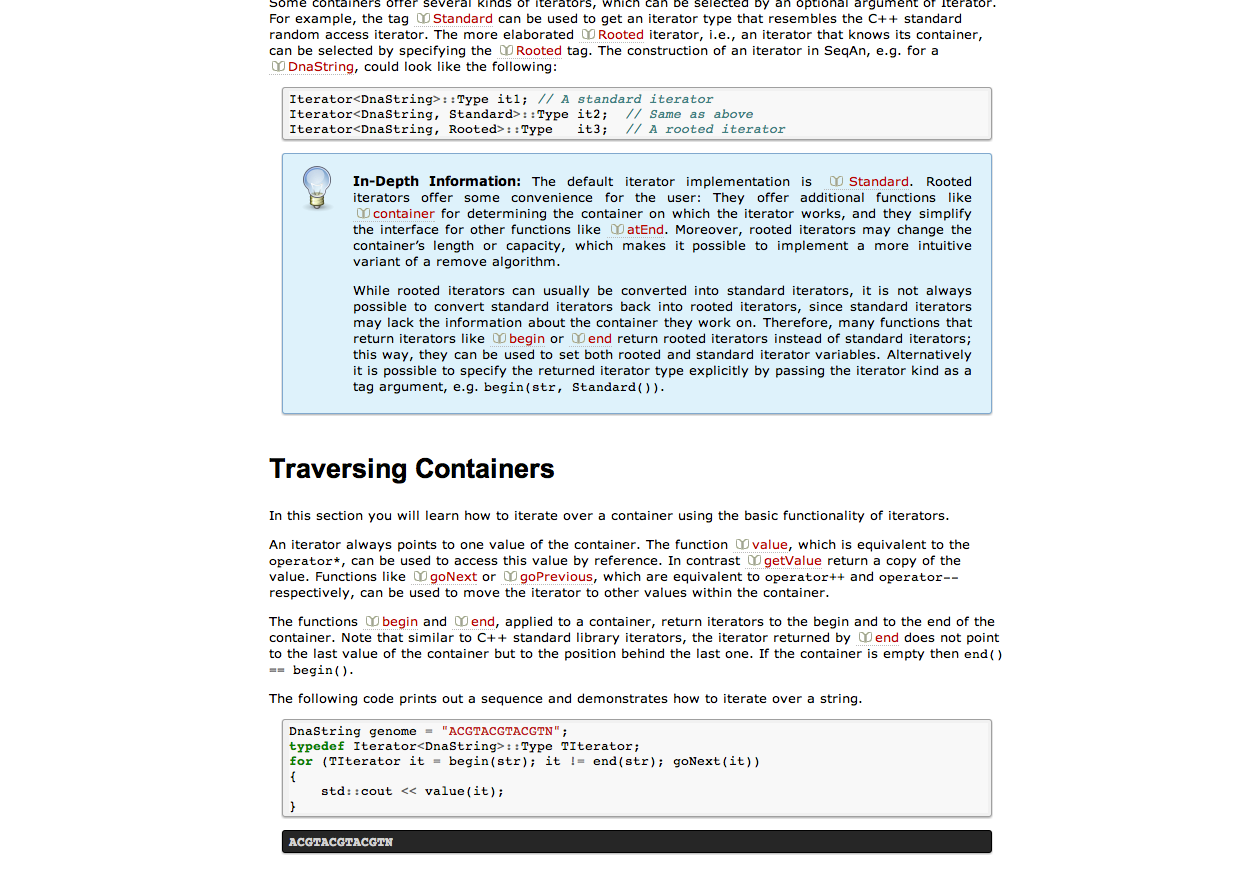 Some containers offer several kinds of iterators, which can be selected by an optional argument of Iterator.
For example, the tag Standard can be used to get an iterator type that resembles the C++ standard
random access iterator. The more elaborated Rooted iterator, i.e., an iterator that knows its container,
can be selected by specifying the Rooted tag. The construction of an iterator in SeqAn, e.g. for a
DnaString, could look like the following:
Iterator<DnaString>::Type it1; // A standard iterator
Iterator<DnaString, Standard>::Type it2;  // Same as above
Iterator<DnaString, Rooted>::Type   it3;  // A rooted iterator
In-Depth Information: The default iterator implementation is Standard. Rooted
iterators offer some convenience for the user: They offer additional functions like
container for determining the container on which the iterator works, and they simplify
the interface for other functions like atEnd. Moreover, rooted iterators may change the
container's length or capacity, which makes it possible to implement a more intuitive
variant of a remove algorithm.
While rooted iterators can usually be converted into standard iterators, it is not always
possible to convert standard iterators back into rooted iterators, since standard iterators
may lack the information about the container they work on. Therefore, many functions that
return iterators like begin or end return rooted iterators instead of standard iterators;
this way, they can be used to set both rooted and standard iterator variables. Alternatively
it is possible to specify the returned iterator type explicitly by passing the iterator kind as a
tag argument, e.g. begin(str, Standard()).
Traversing Containers
In this section you will learn how to iterate over a container using the basic functionality of iterators.
An iterator always points to one value of the container. The function value, which is equivalent to the
operator*, can be used to access this value by reference. In contrast getValue return a copy of the
value. Functions like goNext or goPrevious, which are equivalent to operator++ and operator--
respectively, can be used to move the iterator to other values within the container.
The functions begin and end, applied to a container, return iterators to the begin and to the end of the
container. Note that similar to C++ standard library iterators, the iterator returned by end does not point
to the last value of the container but to the position behind the last one. If the container is empty then end()
== begin().
The following code prints out a sequence and demonstrates how to iterate over a string.
DnaString genome = "ACGTACGTACGTN";
typedef Iterator<DnaString>::Type TIterator;
for (TIterator it = begin(str); it != end(str); goNext(it))
{
    std::cout << value(it);
}
ACGTACGTACGTN